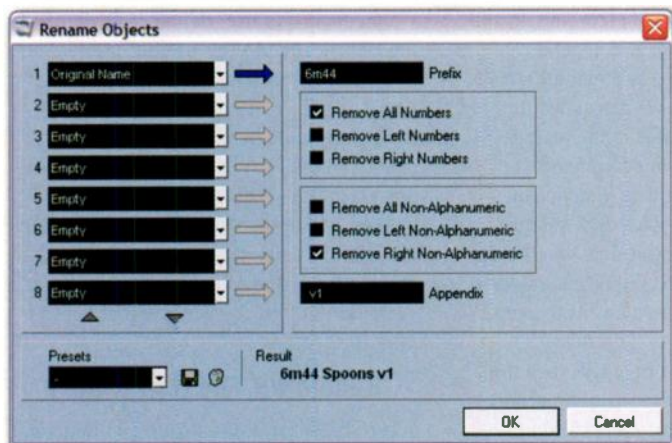 Rename Objects
1 Original Name
2 Empty
3 Empty
4 Empty
5 Empty
6 Empty
7 Empty
8 Empty
6m44 Prefix
Remove All Numbers
Remove Left Numbers
Remove Right Numbers
Remove All Non-Alphanumeric
Remove Left Non-Alphanumeric
Remove Right Non-Alphanumeric
v1 Appendix
Presets
-
Result
6m44 Spoons v1
OK
Cancel